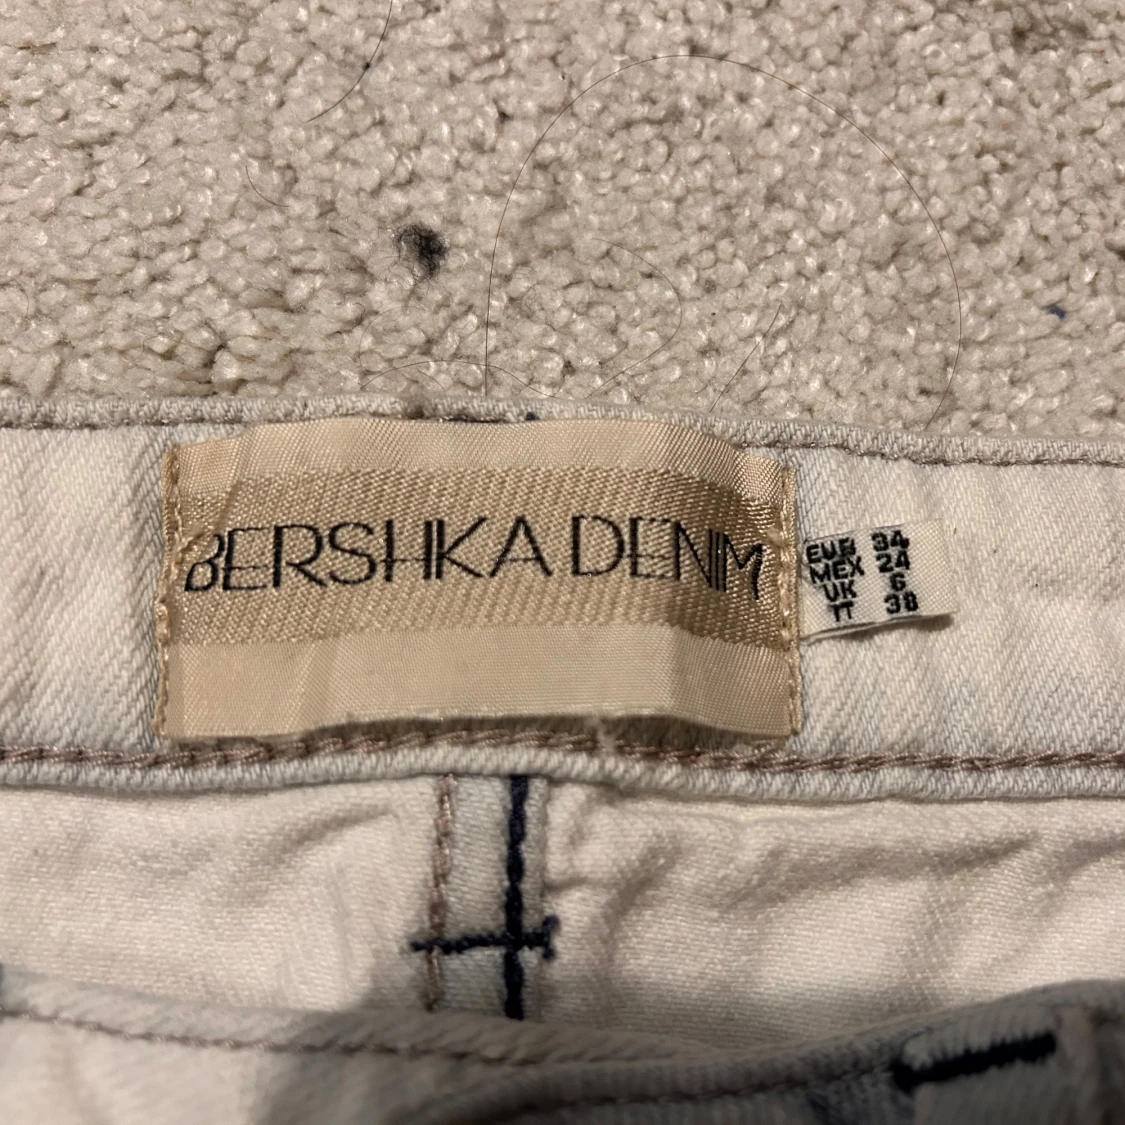 BERSHKA DENIM
EUR 34
MEX 24
UK 6
IT 38